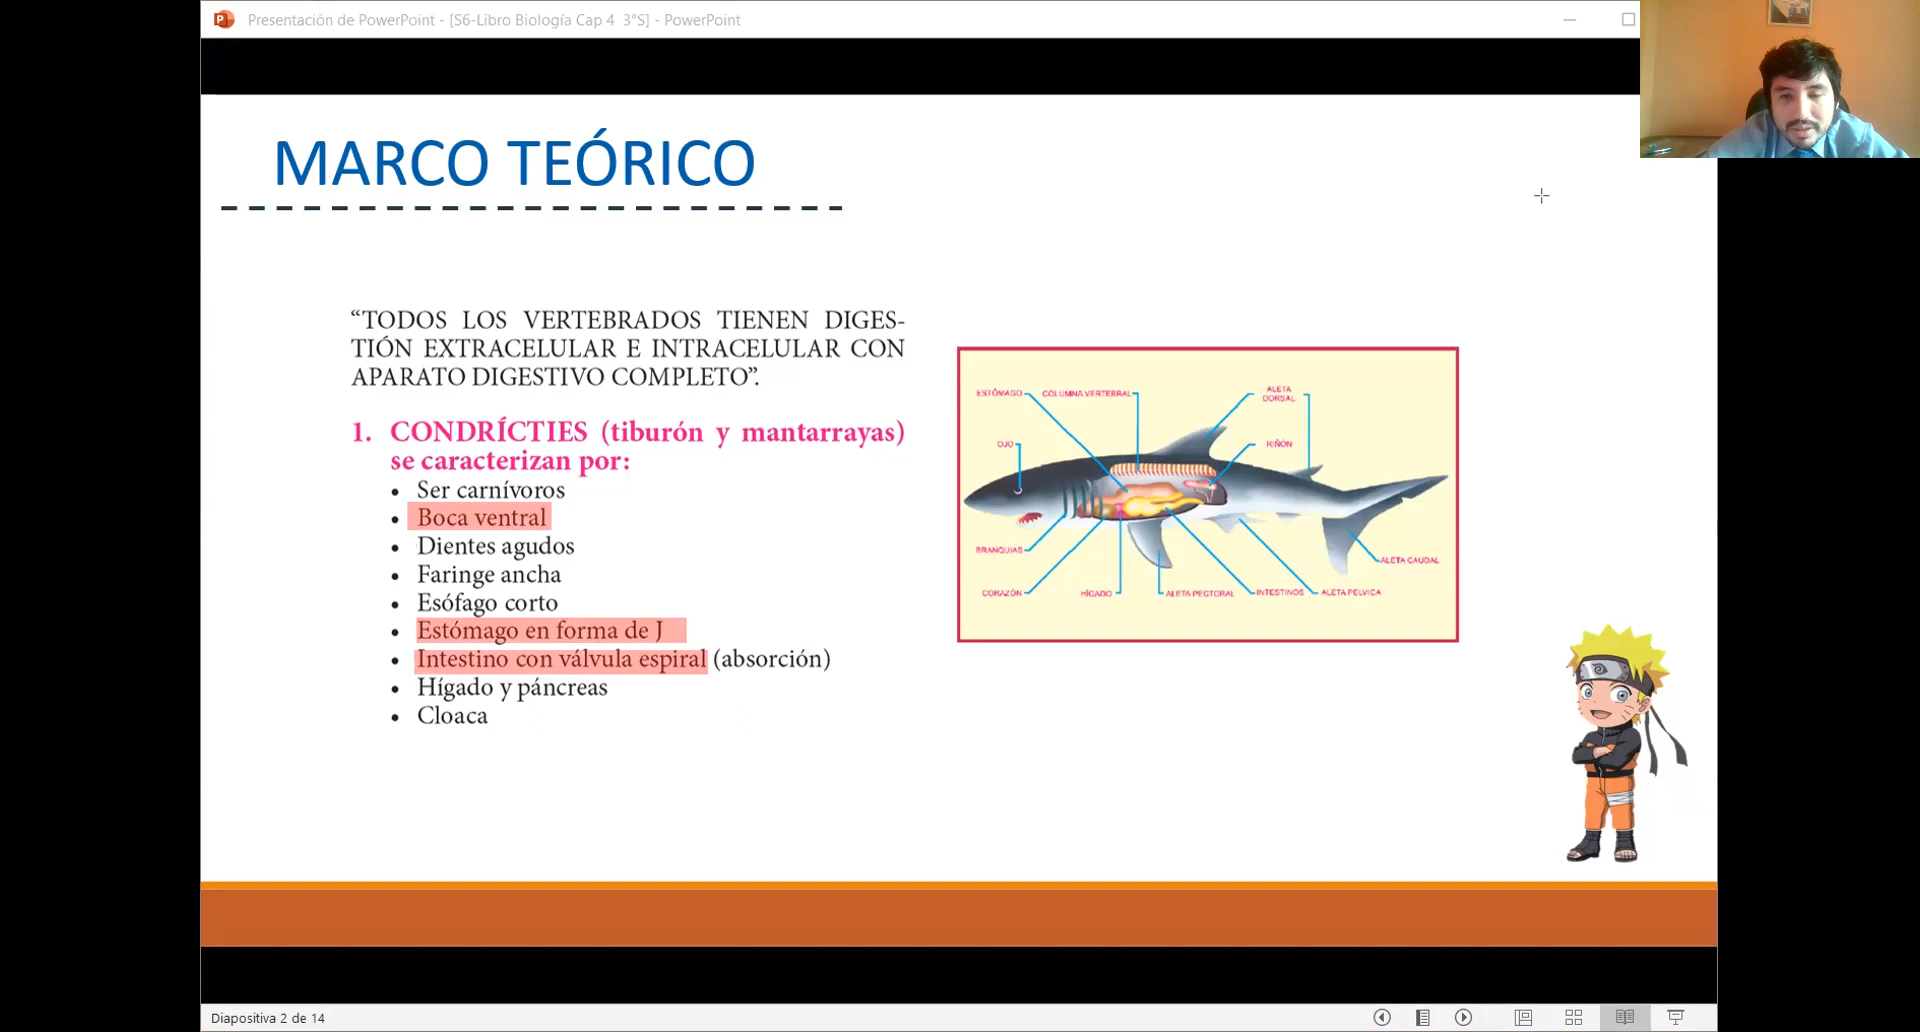 Presentación de PowerPoint - [S6-Libro Biología Cap 4  3°S] - PowerPoint
MARCO TEÓRICO
“TODOS LOS VERTEBRADOS TIENEN DIGES-
TIÓN EXTRACELULAR E INTRACELULAR CON
APARATO DIGESTIVO COMPLETO”.
1. CONDRÍCTIES (tiburón y mantarrayas)
se caracterizan por:
• Ser carnívoros
• Boca ventral
• Dientes agudos
• Faringe ancha
• Esófago corto
• Estómago en forma de J
• Intestino con válvula espiral (absorción)
• Hígado y páncreas
• Cloaca
ESTÓMAGO
COLUMNA VERTEBRAL
ALETA
DORSAL
OJO
RIÑÓN
BRANQUIAS
ALETA CAUDAL
CORAZÓN
HÍGADO
ALETA PECTORAL
INTESTINOS
ALETA PELVICA
Diapositiva 2 de 14